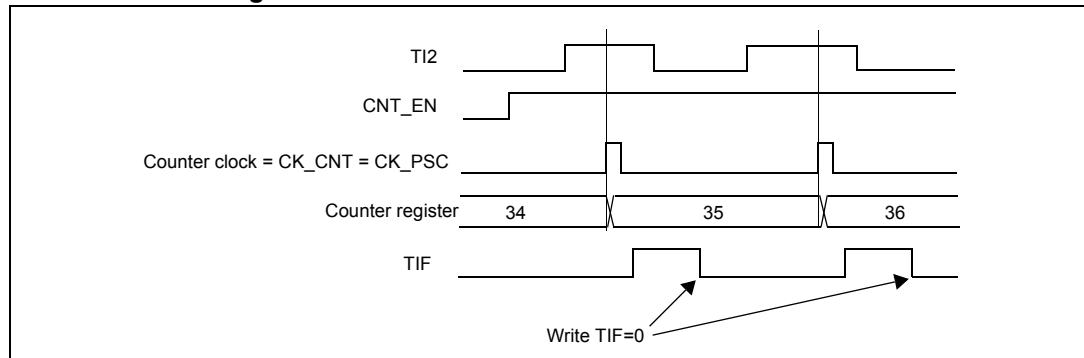 TI2
CNT_EN
Counter clock = CK_CNT = CK_PSC
Counter register 34 35 36
TIF
Write TIF=0